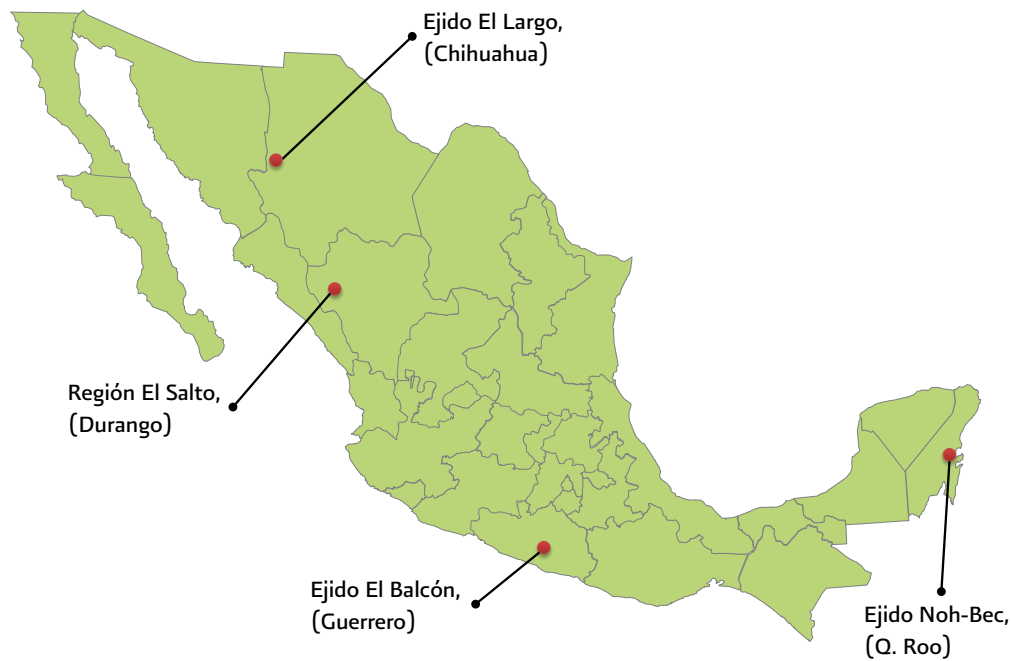 Ejido El Largo,
(Chihuahua)
Región El Salto,
(Durango)
Ejido El Balcón,
(Guerrero)
Ejido Noh-Bec,
(Q. Roo)